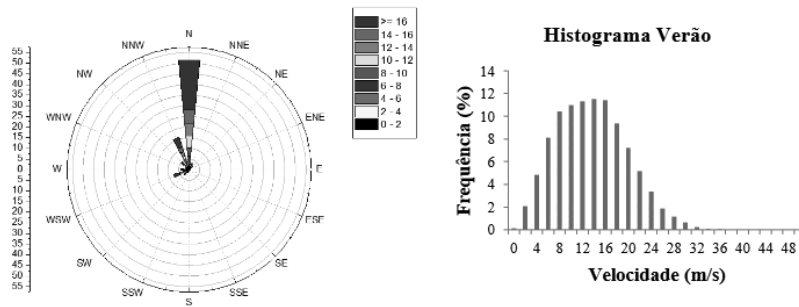 N
NNE
NE
ENE
E
ESE
SE
SSE
S
SSW
SW
WSW
W
WNW
NW
NNW
55
50
45
40
35
30
25
20
15
10
5
0
5
10
15
20
25
30
35
40
45
50
55
>= 16
14 - 16
12 - 14
10 - 12
8 - 10
6 - 8
4 - 6
2 - 4
0 - 2
Histograma Verão
Frequência (%)
14
12
10
8
6
4
2
0
0 4 8 12 16 20 24 28 32 36 40 44 48
Velocidade (m/s)